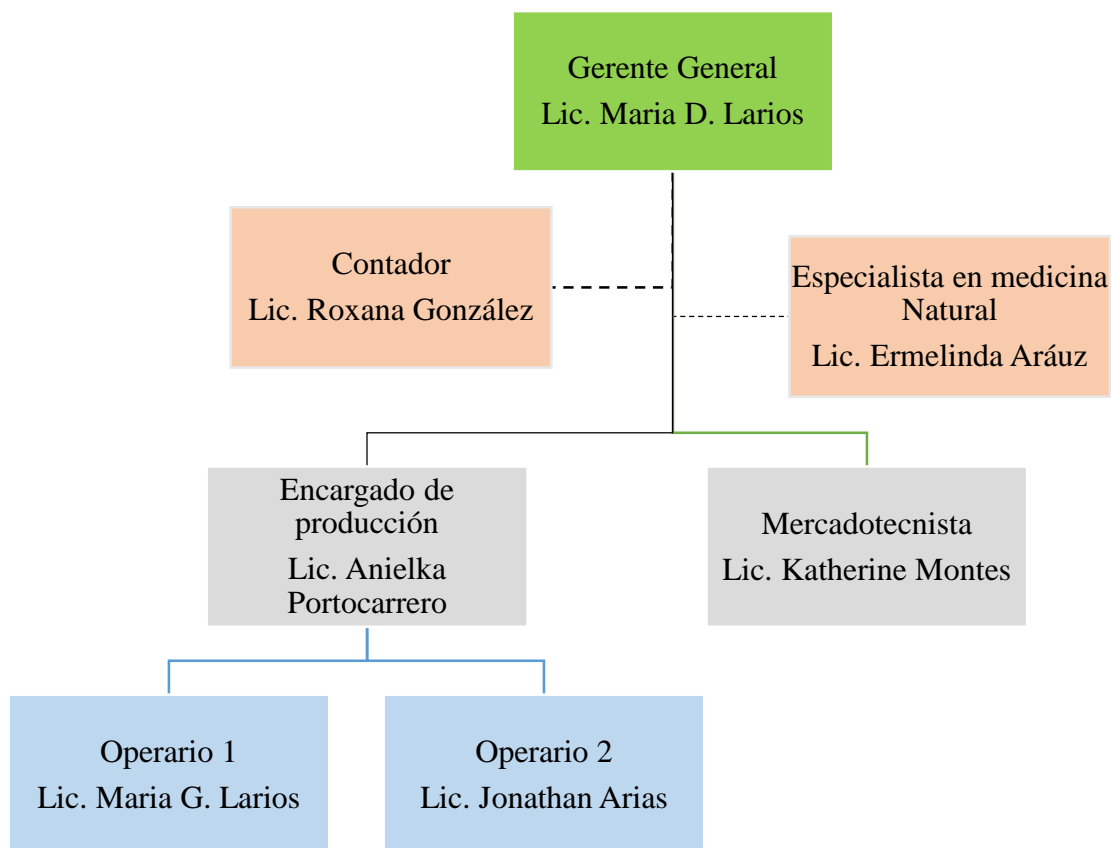 Gerente General
Lic. Maria D. Larios
Contador
Lic. Roxana González
Especialista en medicina
Natural
Lic. Ermelinda Aráuz
Encargado de
producción
Lic. Anielka
Portocarrero
Mercadotecnista
Lic. Katherine Montes
Operario 1
Lic. Maria G. Larios
Operario 2
Lic. Jonathan Arias